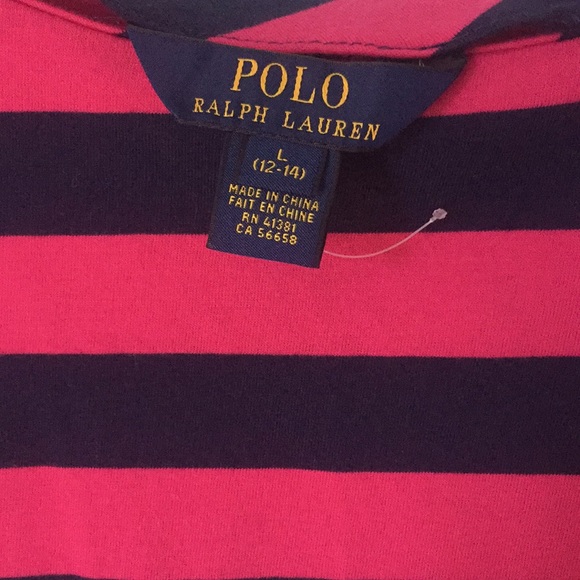 POLO
RALPH LAUREN
L
(12-14)
MADE IN CHINA
FAIT EN CHINE
RN 41381
CA 56658